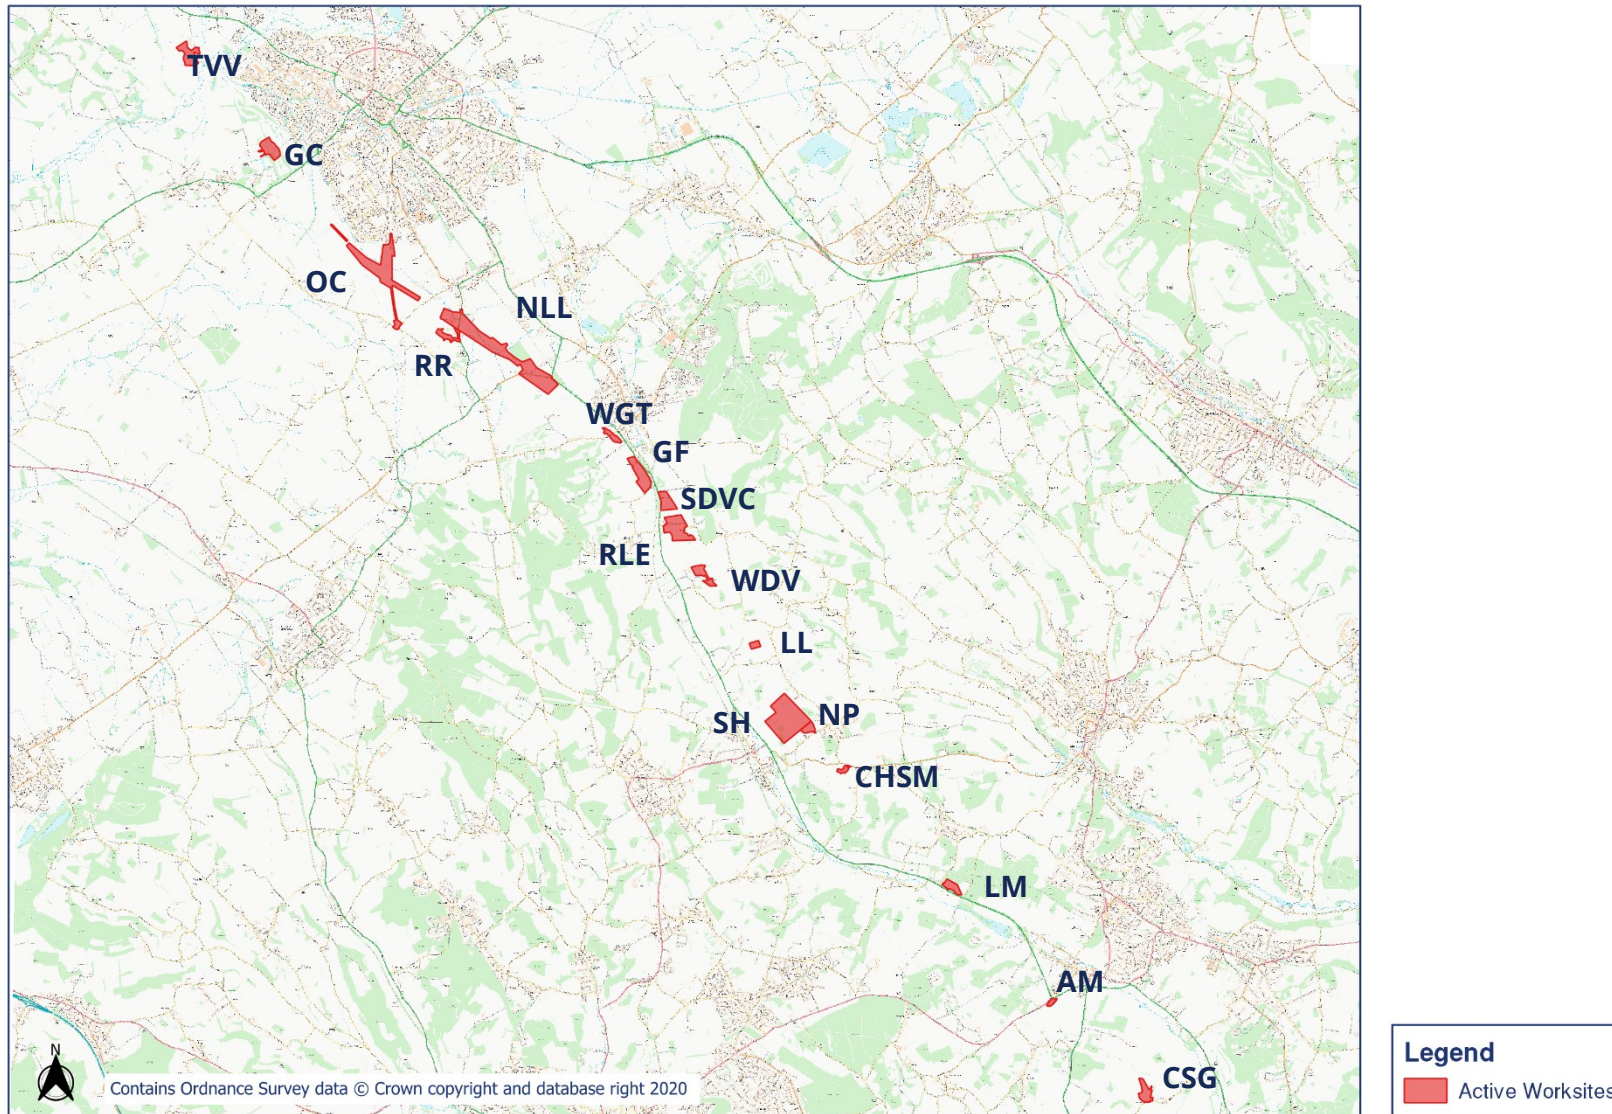 TVV
GC
OC
NLL
RR
WGT
GF
SDVC
RLE
WDV
LL
SH
NP
CHSM
LM
AM
CSG
N
Contains Ordnance Survey data © Crown copyright and database right 2020
Legend
Active Worksites